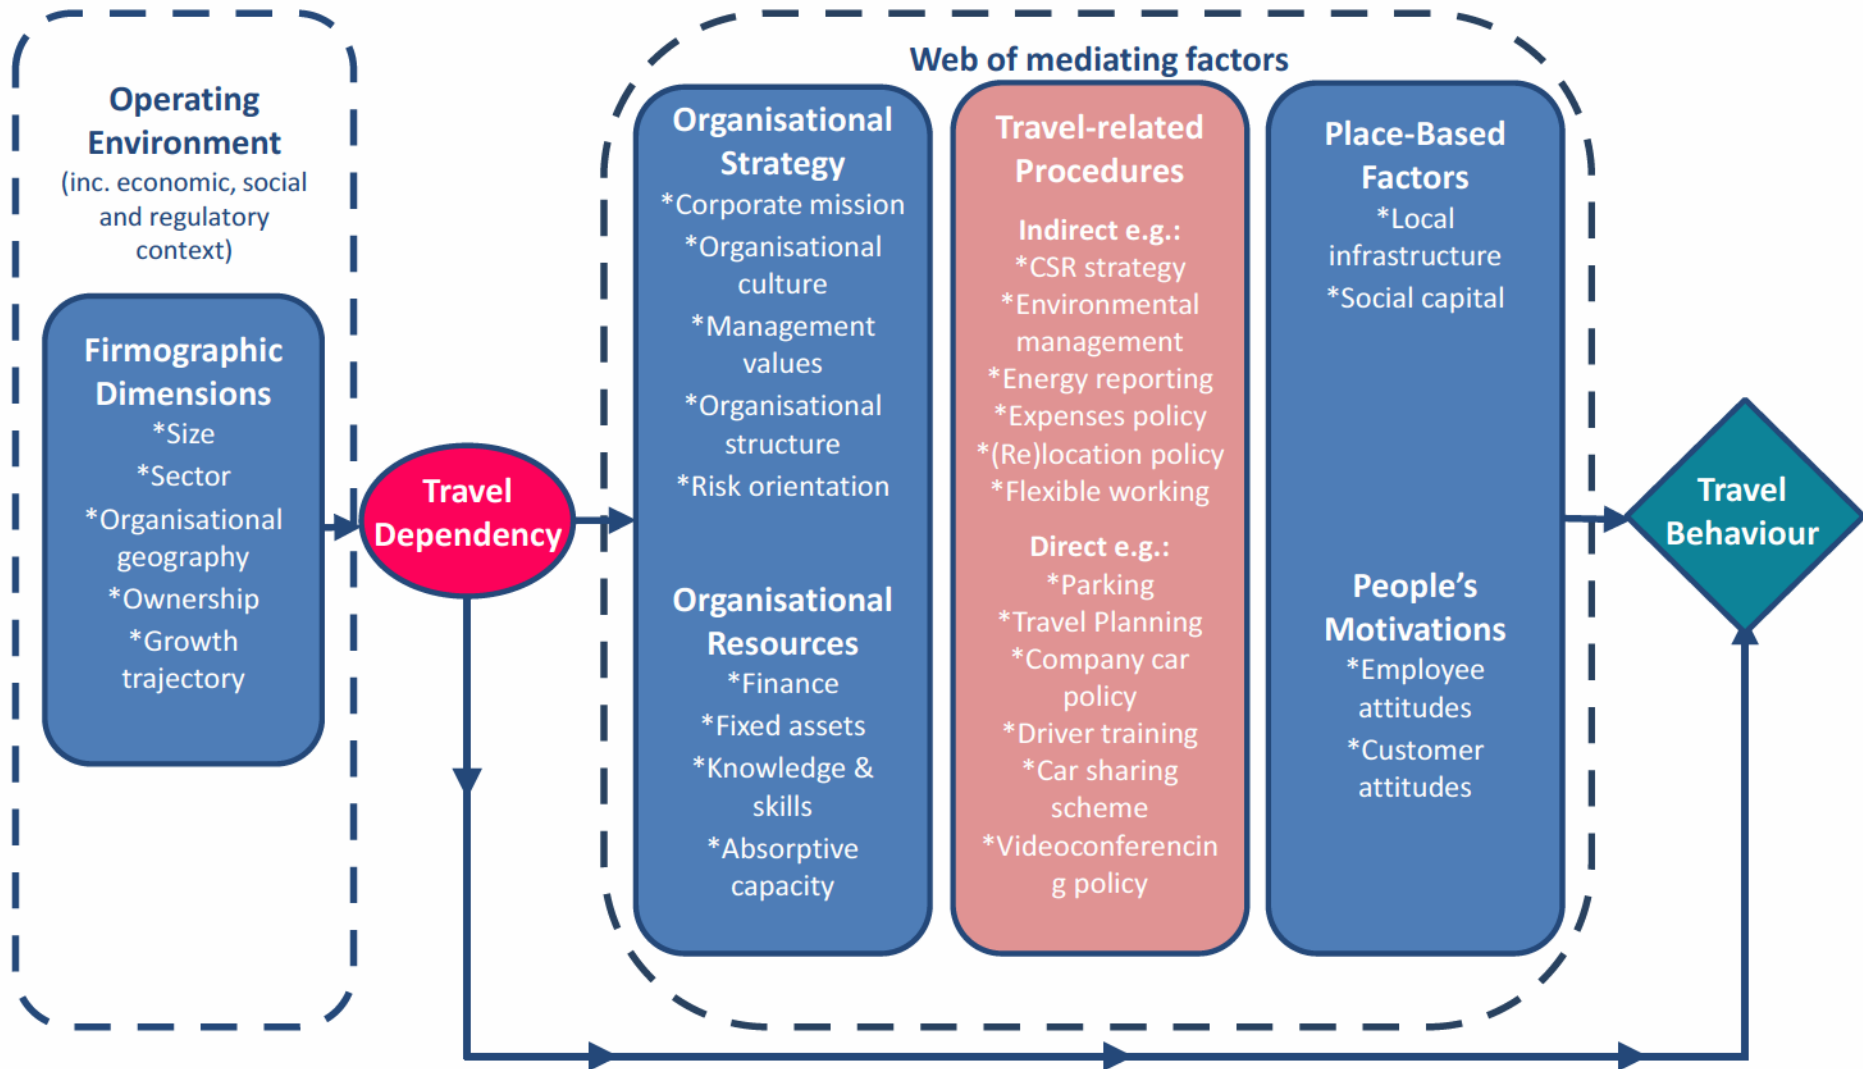 Operating
Environment
(inc. economic, social
and regulatory
context)
Firmographic
Dimensions
*Size
*Sector
*Organisational
geography
*Ownership
*Growth
trajectory
Travel
Dependency
Web of mediating factors
Organisational
Strategy
*Corporate mission
*Organisational
culture
*Management
values
*Organisational
structure
*Risk orientation
Organisational
Resources
*Finance
*Fixed assets
*Knowledge &
skills
*Absorptive
capacity
Travel-related
Procedures
Indirect e.g.:
*CSR strategy
*Environmental
management
*Energy reporting
*Expenses policy
*(Re)location policy
*Flexible working
Direct e.g.:
*Parking
*Travel Planning
*Company car
policy
*Driver training
*Car sharing
scheme
*Videoconferencin
g policy
Place-Based
Factors
*Local
infrastructure
*Social capital
People’s
Motivations
*Employee
attitudes
*Customer
attitudes
Travel
Behaviour